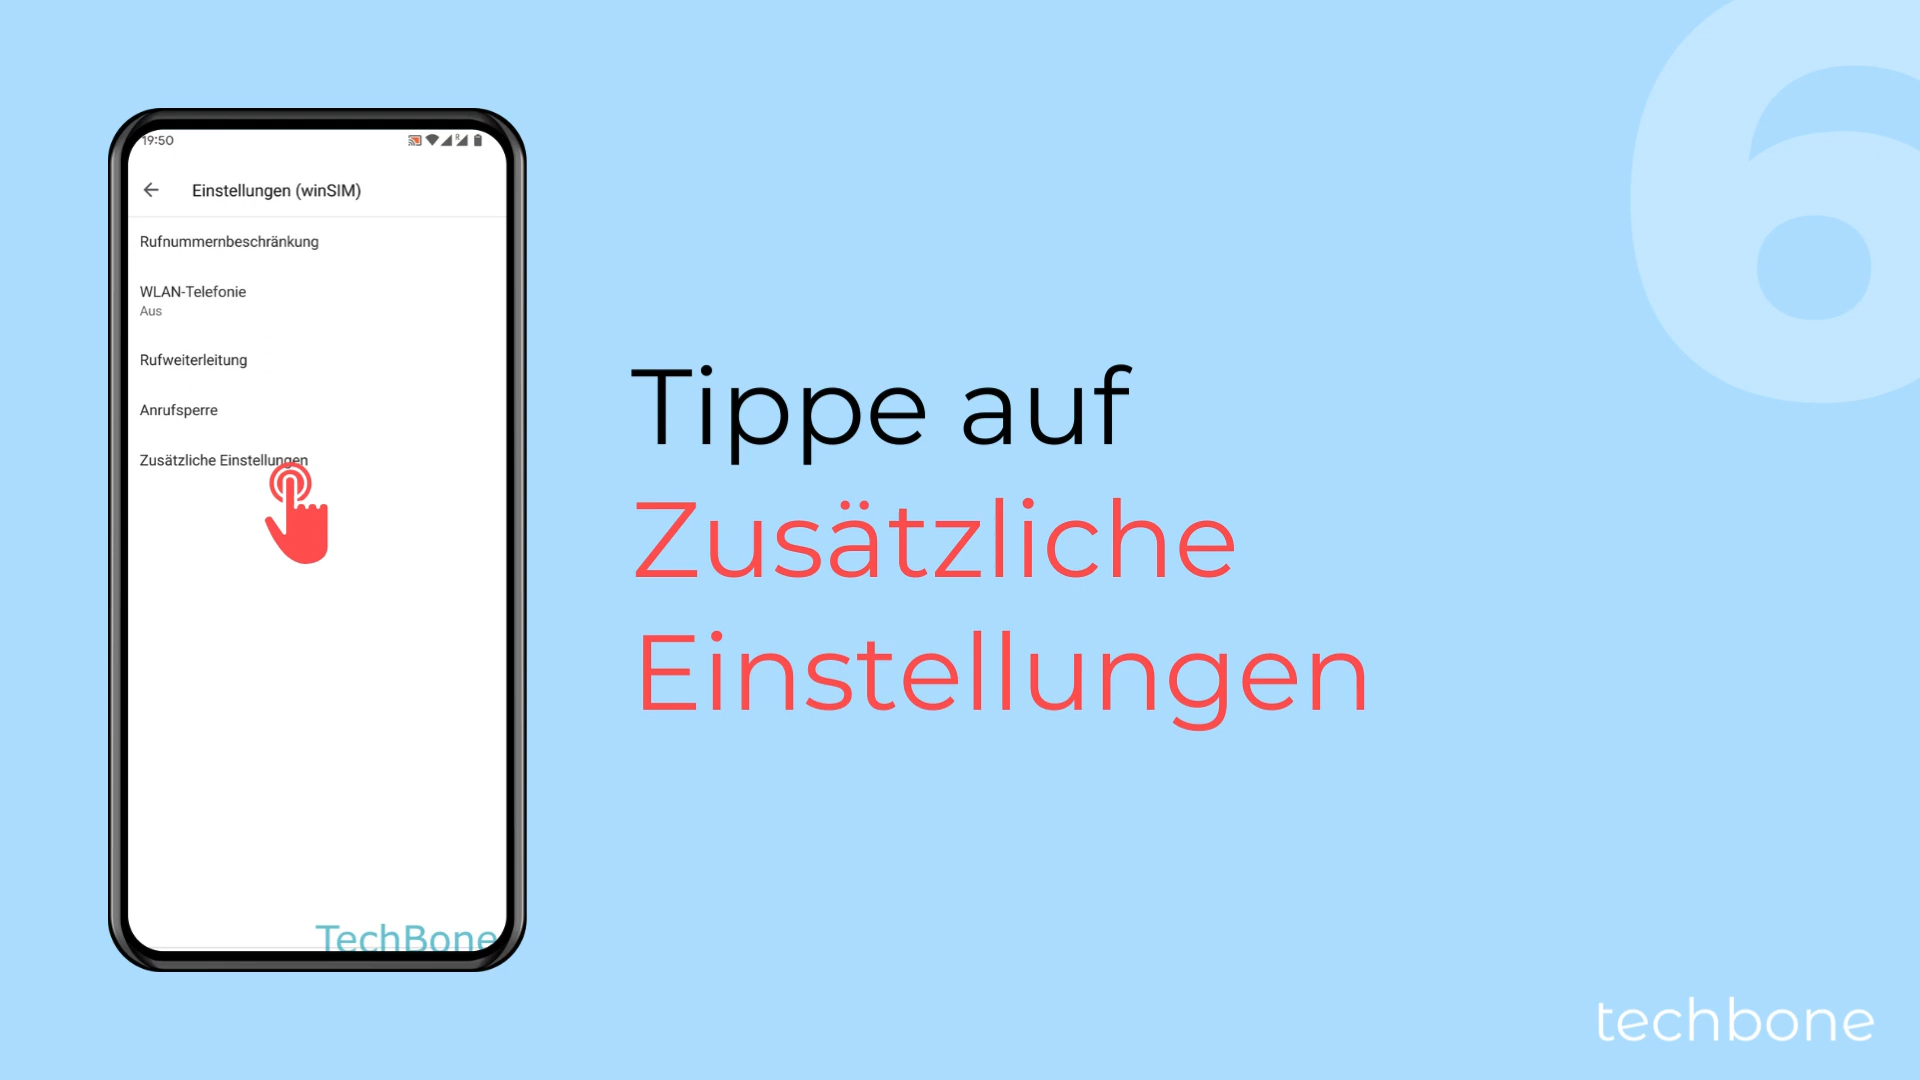 6
19:50
R
Einstellungen (winSIM)
Rufnummernbeschränkung
WLAN-Telefonie
Aus
Rufweiterleitung
Anrufsperre
Zusätzliche Einstellungen
TechBone
Tippe auf
Zusätzliche
Einstellungen
techbone